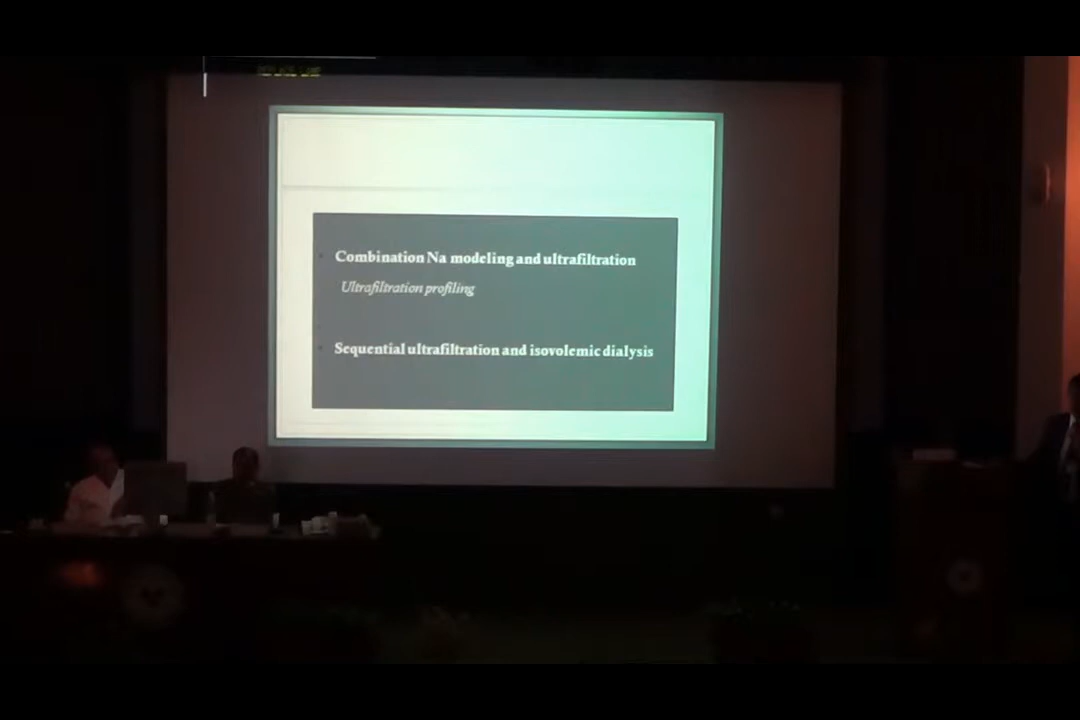 Combination Na modeling and ultrafiltration
Ultrafiltration profiling
Sequential ultrafiltration and isovolemic dialysis